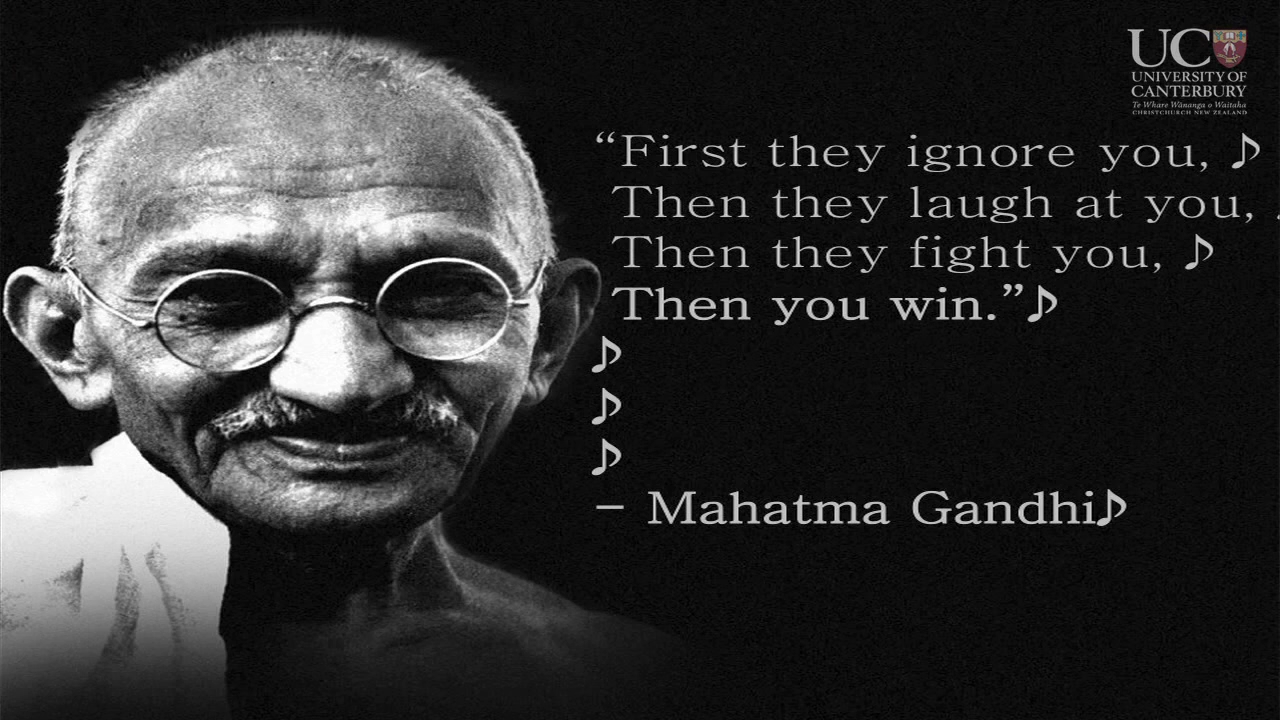 UC
UNIVERSITY OF
CANTERBURY
Te Whare Wānanga o Waitaha
CHRISTCHURCH NEW ZEALAND
“First they ignore you, ♪
Then they laugh at you,
Then they fight you, ♪
Then you win.”♪
♪
♪
♪
– Mahatma Gandhi♪